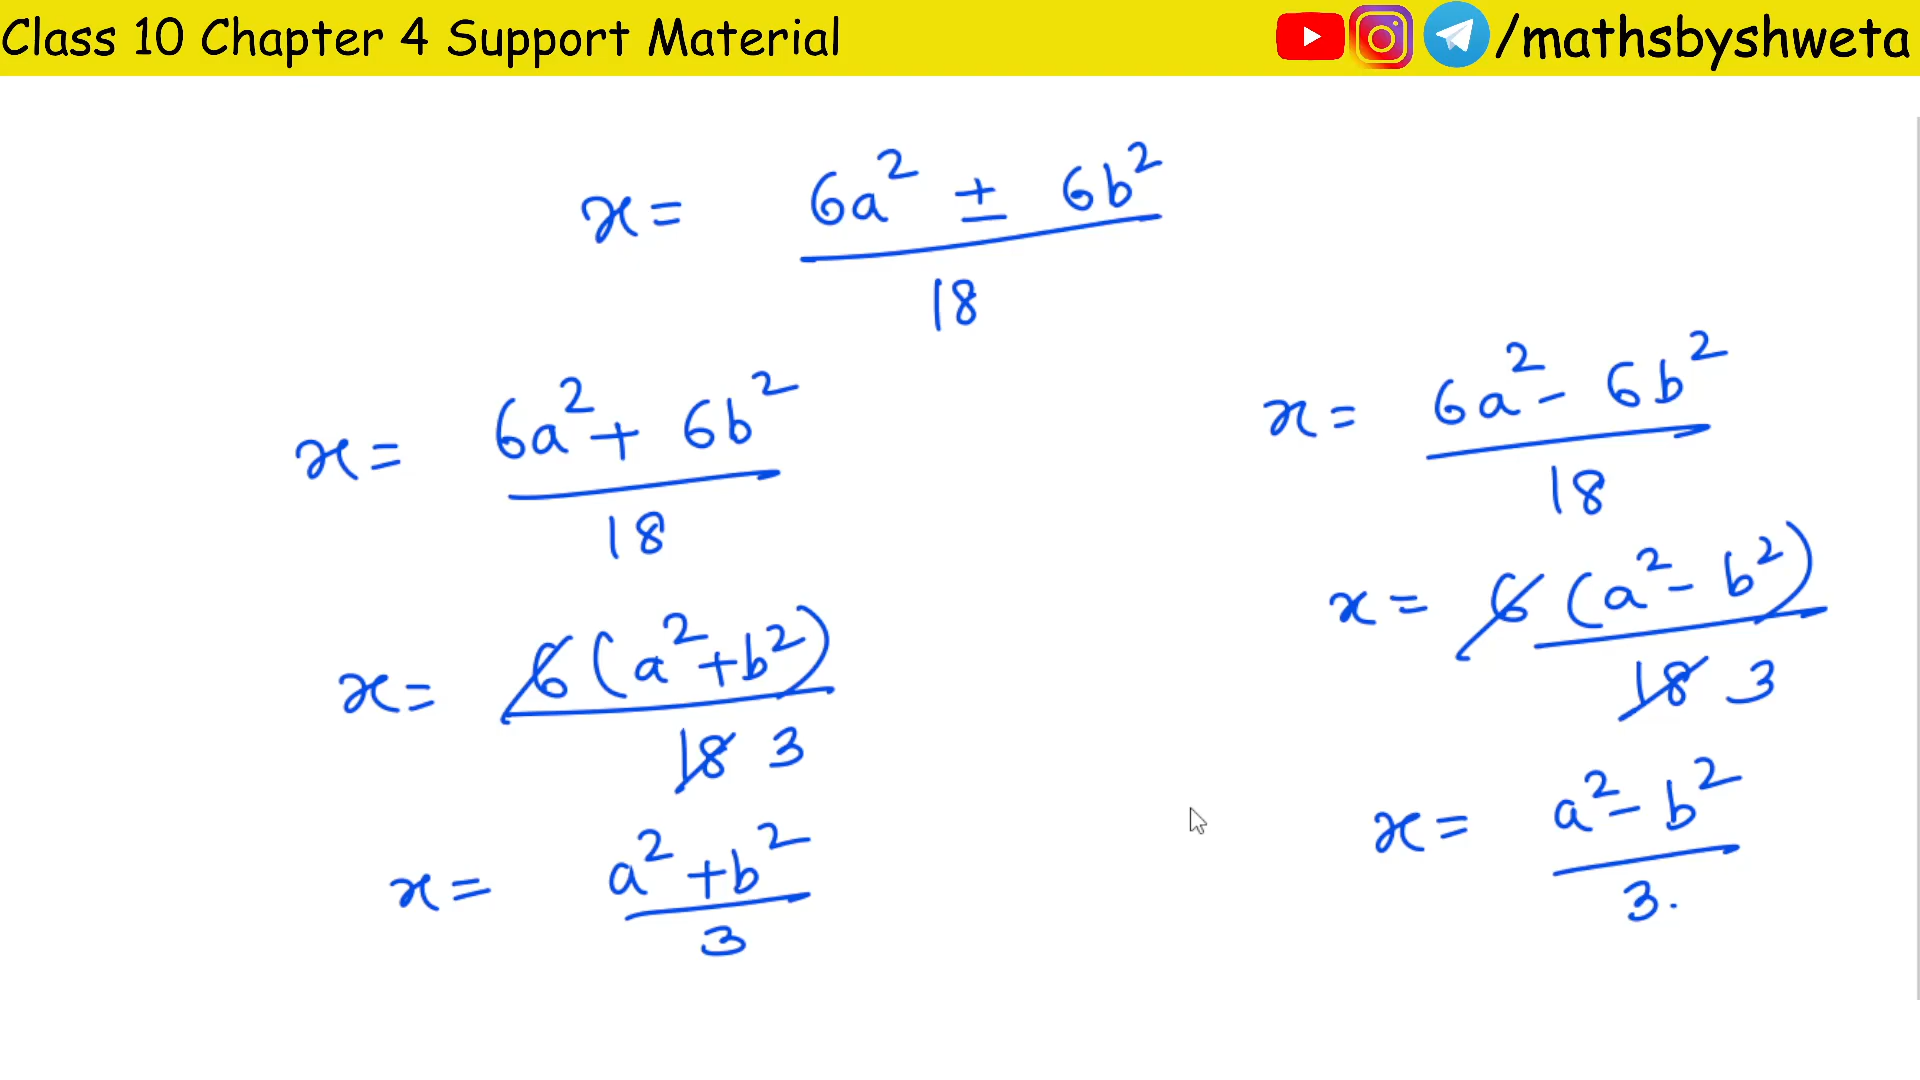 Class 10 Chapter 4 Support Material
/mathsbyshweta
x = 6a² ± 6b²
18
x = 6a² + 6b²
18
x = 6(a² + b²)
18 3
x = a² + b²
3
x = 6a² - 6b²
18
x = 6(a² - b²)
18 3
x = a² - b²
3.